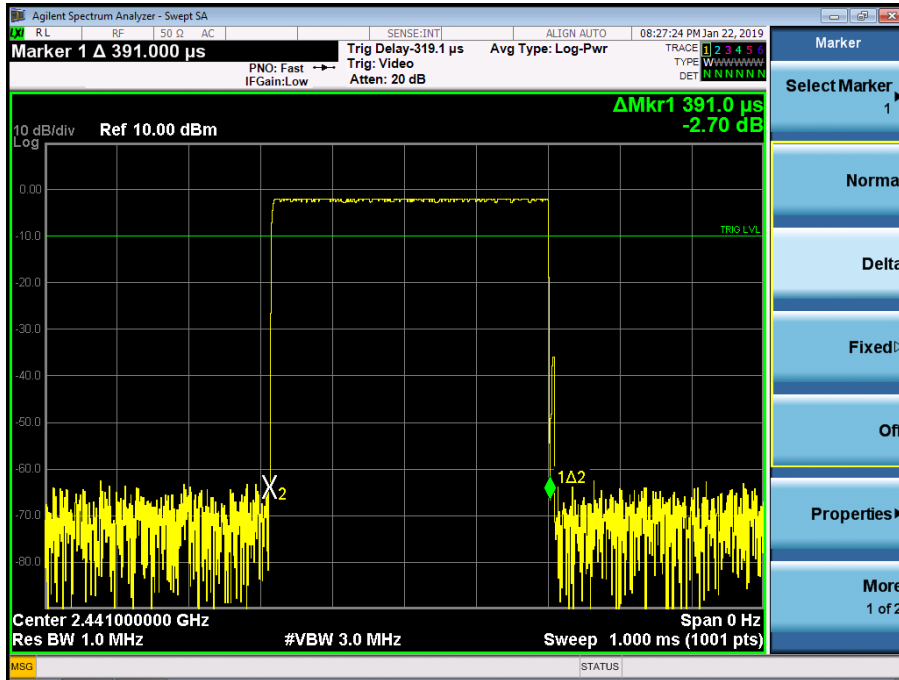 Agilent Spectrum Analyzer - Swept SA
LXI RL RF 50 Ω AC SENSE:INT ALIGN AUTO 08:27:24 PM Jan 22, 2019
Marker 1 Δ 391.000 µs
PNO: Fast
IFGain:Low
Trig Delay-319.1 µs
Trig: Video
Atten: 20 dB
Avg Type: Log-Pwr
TRACE 1 2 3 4 5 6
TYPE WWWWWW
DET N N N N N N
ΔMkr1 391.0 µs
-2.70 dB
10 dB/div Ref 10.00 dBm
Log
0.00
-10.0
TRIG LVL
-20.0
-30.0
-40.0
-50.0
-60.0
-70.0
-80.0
X2
1Δ2
Center 2.441000000 GHz Span 0 Hz
Res BW 1.0 MHz #VBW 3.0 MHz Sweep 1.000 ms (1001 pts)
MSG STATUS
Marker
Select Marker
1
Norma
Delta
Fixed
Off
Properties
More
1 of 2